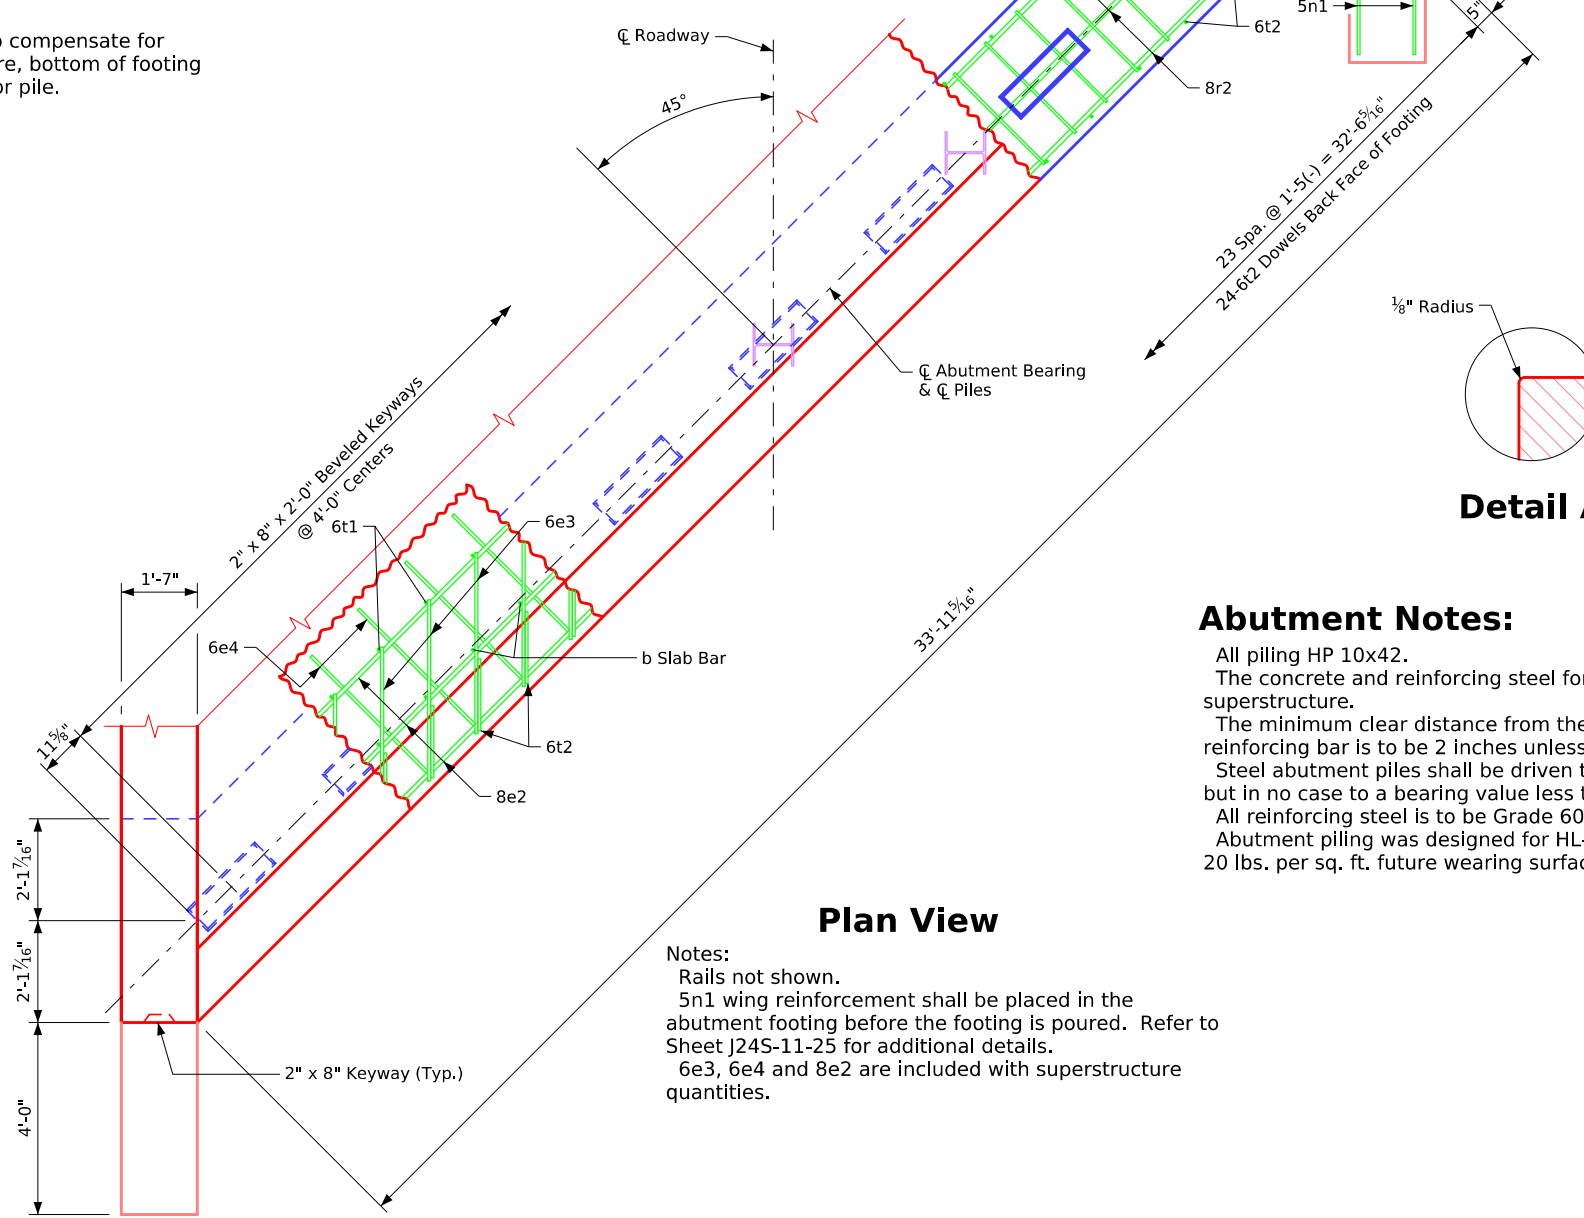 o compensate for
re, bottom of footing
or pile.
℄ Roadway
45°
5n1
6t2
8r2
5"
23 Spa. @ 1'-5(-) = 32'-6 5⁄16"
24-6t2 Dowels Back Face of Footing
⅛" Radius
Detail
℄ Abutment Bearing
& ℄ Piles
2" x 8" x 2'-0" Beveled Keyways
@ 4'-0" Centers
6t1
6e3
1'-7"
6e4
b Slab Bar
33'-11 5⁄16"
6t2
8e2
11⅝"
2'-1 7⁄16"
2'-1 7⁄16"
4'-0"
2" x 8" Keyway (Typ.)
Plan View
Notes:
Rails not shown.
5n1 wing reinforcement shall be placed in the
abutment footing before the footing is poured.  Refer to
Sheet J24S-11-25 for additional details.
6e3, 6e4 and 8e2 are included with superstructure
quantities.
Abutment Notes:
All piling HP 10x42.
The concrete and reinforcing steel for
superstructure.
The minimum clear distance from the
reinforcing bar is to be 2 inches unless
Steel abutment piles shall be driven t
but in no case to a bearing value less t
All reinforcing steel is to be Grade 60
Abutment piling was designed for HL-
20 lbs. per sq. ft. future wearing surfac